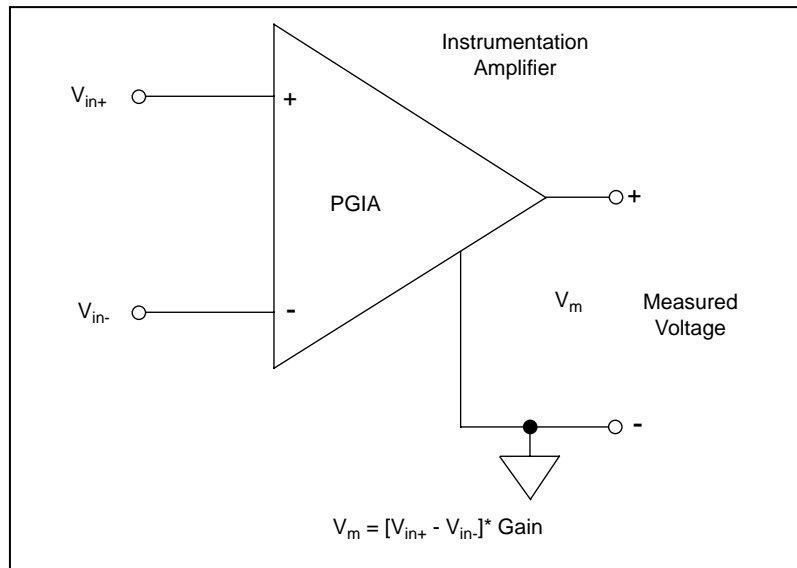 Instrumentation
Amplifier
Vin+
+
PGIA
+
Vin-
-
Vm
Measured
Voltage
-
Vm = [Vin+ - Vin-]* Gain